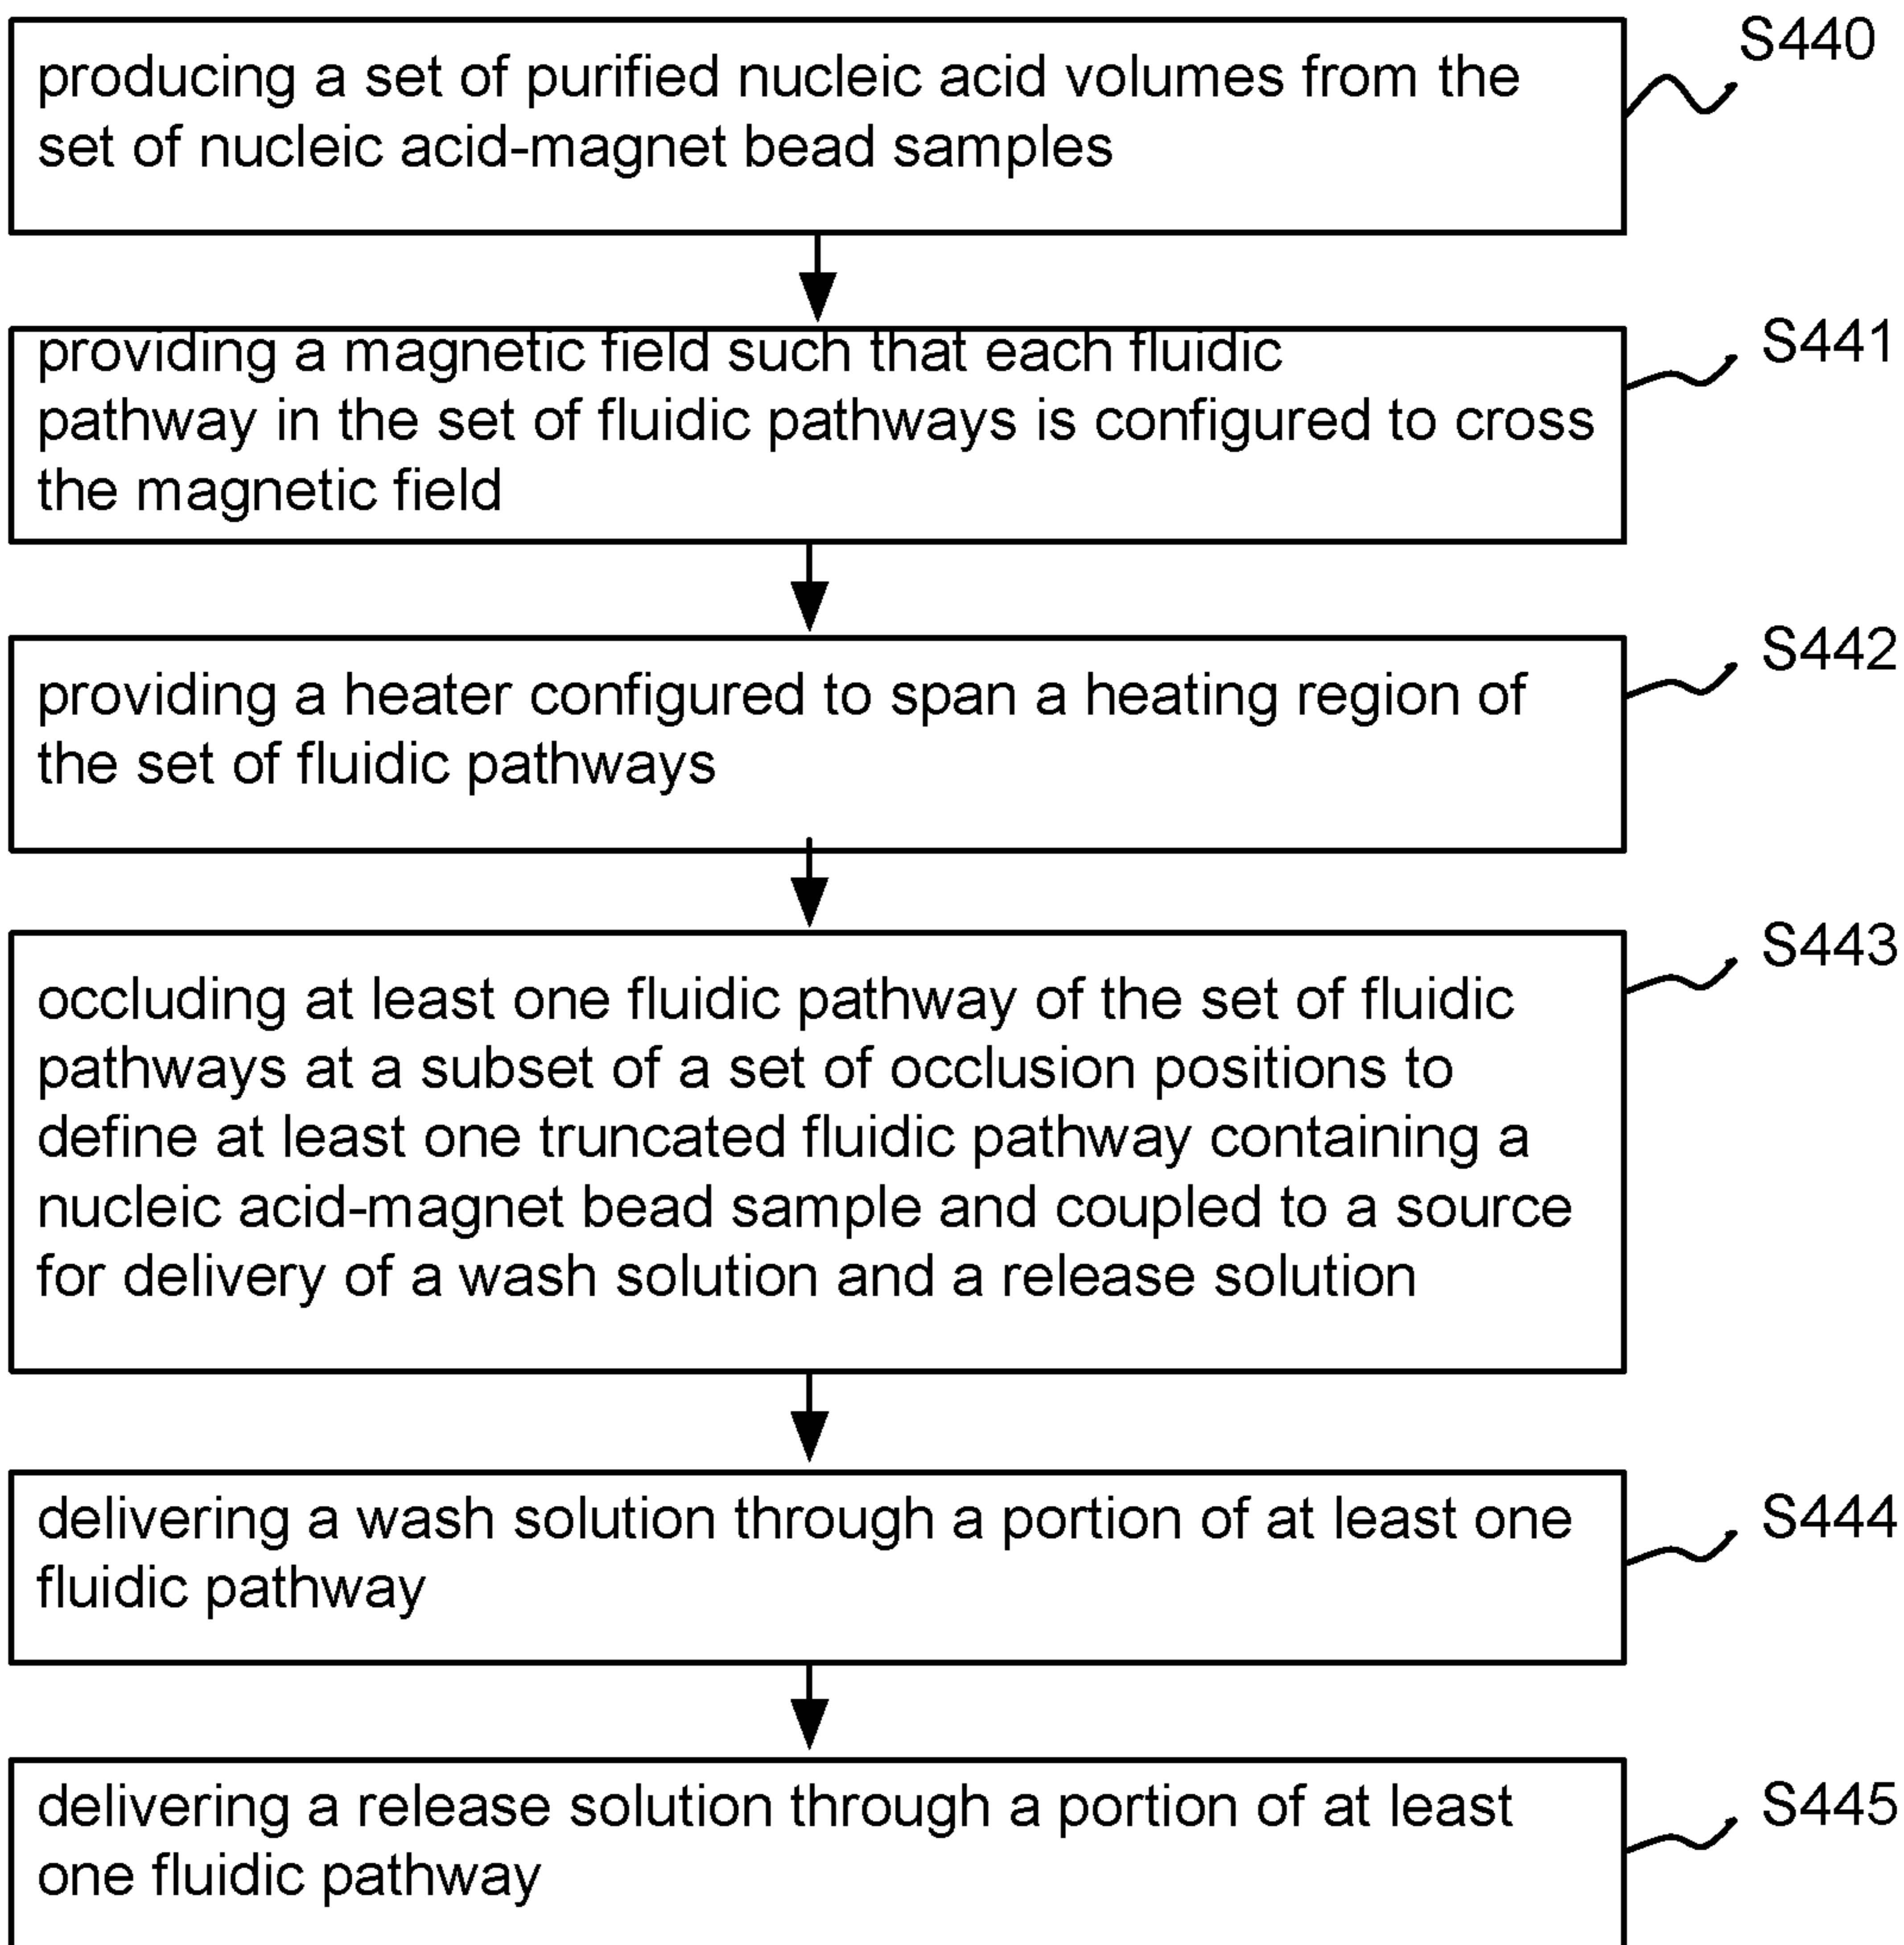 S440
producing a set of purified nucleic acid volumes from the
set of nucleic acid-magnet bead samples
S441
providing a magnetic field such that each fluidic
pathway in the set of fluidic pathways is configured to cross
the magnetic field
S442
providing a heater configured to span a heating region of
the set of fluidic pathways
S443
occluding at least one fluidic pathway of the set of fluidic
pathways at a subset of a set of occlusion positions to
define at least one truncated fluidic pathway containing a
nucleic acid-magnet bead sample and coupled to a source
for delivery of a wash solution and a release solution
S444
delivering a wash solution through a portion of at least one
fluidic pathway
S445
delivering a release solution through a portion of at least
one fluidic pathway